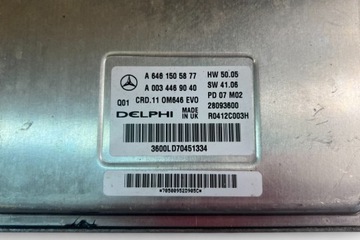 A 646 150 58 77 HW 50.05
A 003 446 90 40 SW 41.06
Q01 CRD.11 OM646 EVO PD 07 M02
DELPHI MADE IN UK 28093600
R0412C003H
3600LD70451334